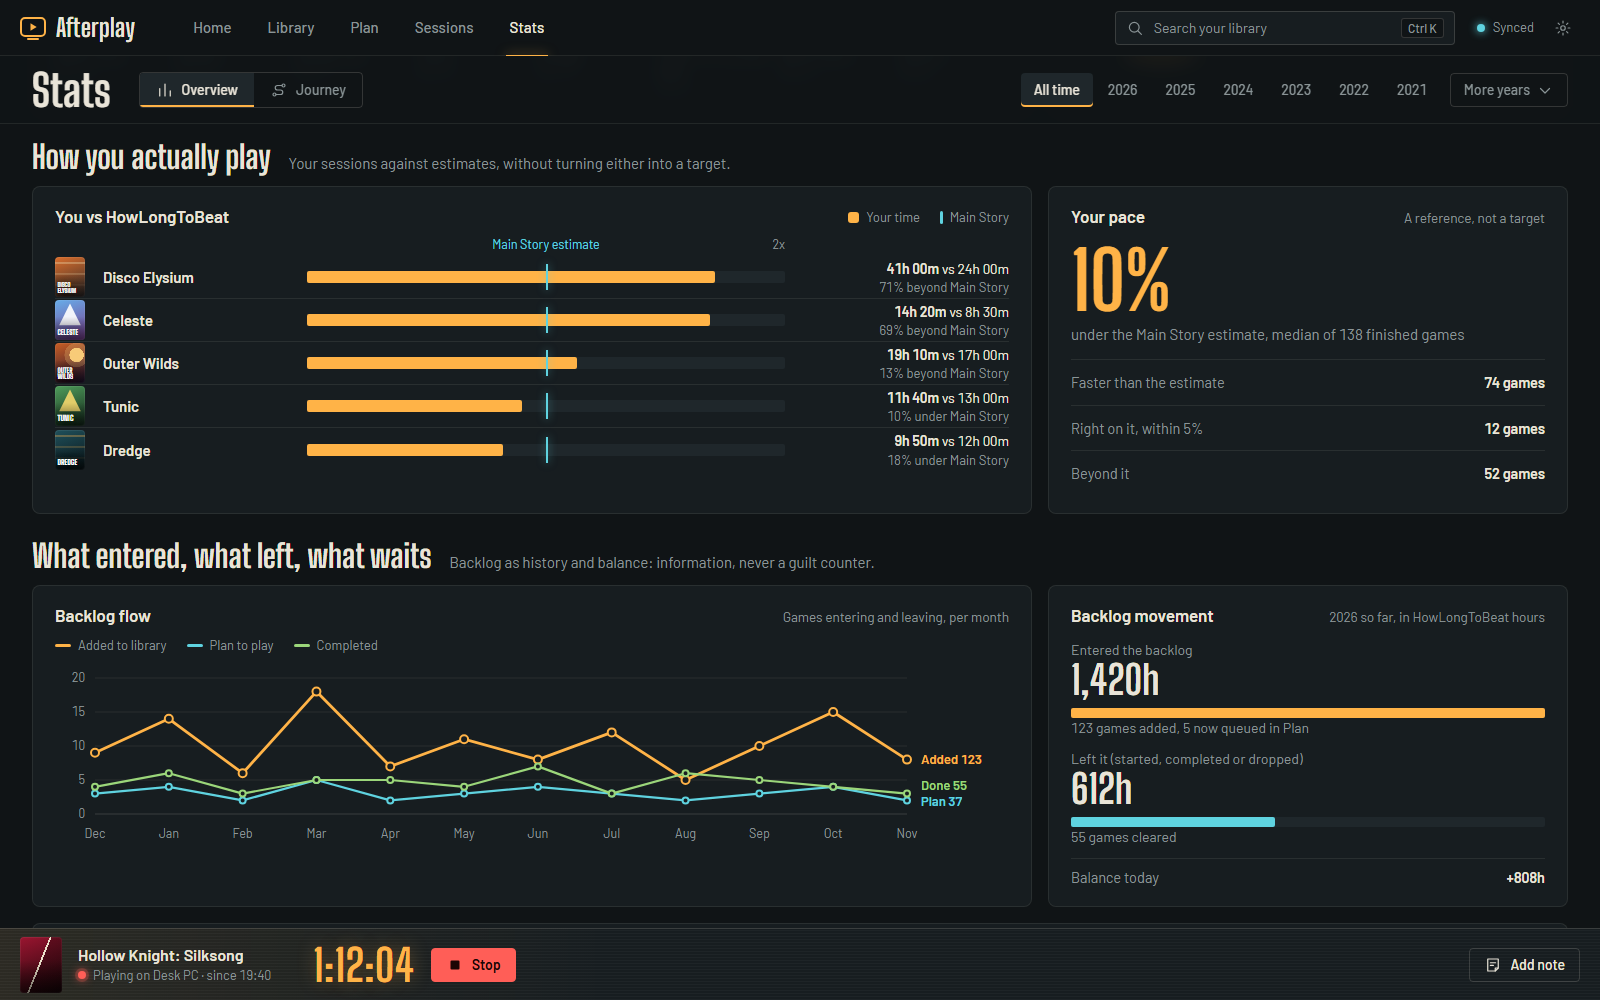 Afterplay
Home
Library
Plan
Sessions
Stats
Search your library
Ctrl K
Synced
Stats
Overview
Journey
All time
2026
2025
2024
2023
2022
2021
More years
How you actually play
Your sessions against estimates, without turning either into a target.
You vs HowLongToBeat
Your time
Main Story
Main Story estimate
2x
DISCO ELYSIUM
Disco Elysium
41h 00m vs 24h 00m
71% beyond Main Story
CELESTE
Celeste
14h 20m vs 8h 30m
69% beyond Main Story
OUTER WILDS
Outer Wilds
19h 10m vs 17h 00m
13% beyond Main Story
TUNIC
Tunic
11h 40m vs 13h 00m
10% under Main Story
DREDGE
Dredge
9h 50m vs 12h 00m
18% under Main Story
Your pace
A reference, not a target
10%
under the Main Story estimate, median of 138 finished games
Faster than the estimate
74 games
Right on it, within 5%
12 games
Beyond it
52 games
What entered, what left, what waits
Backlog as history and balance: information, never a guilt counter.
Backlog flow
Games entering and leaving, per month
Added to library
Plan to play
Completed
20
15
10
5
0
Dec
Jan
Feb
Mar
Apr
May
Jun
Jul
Aug
Sep
Oct
Nov
Added 123
Done 55
Plan 37
Backlog movement
2026 so far, in HowLongToBeat hours
Entered the backlog
1,420h
123 games added, 5 now queued in Plan
Left it (started, completed or dropped)
612h
55 games cleared
Balance today
+808h
Hollow Knight: Silksong
Playing on Desk PC · since 19:40
1:12:04
Stop
Add note